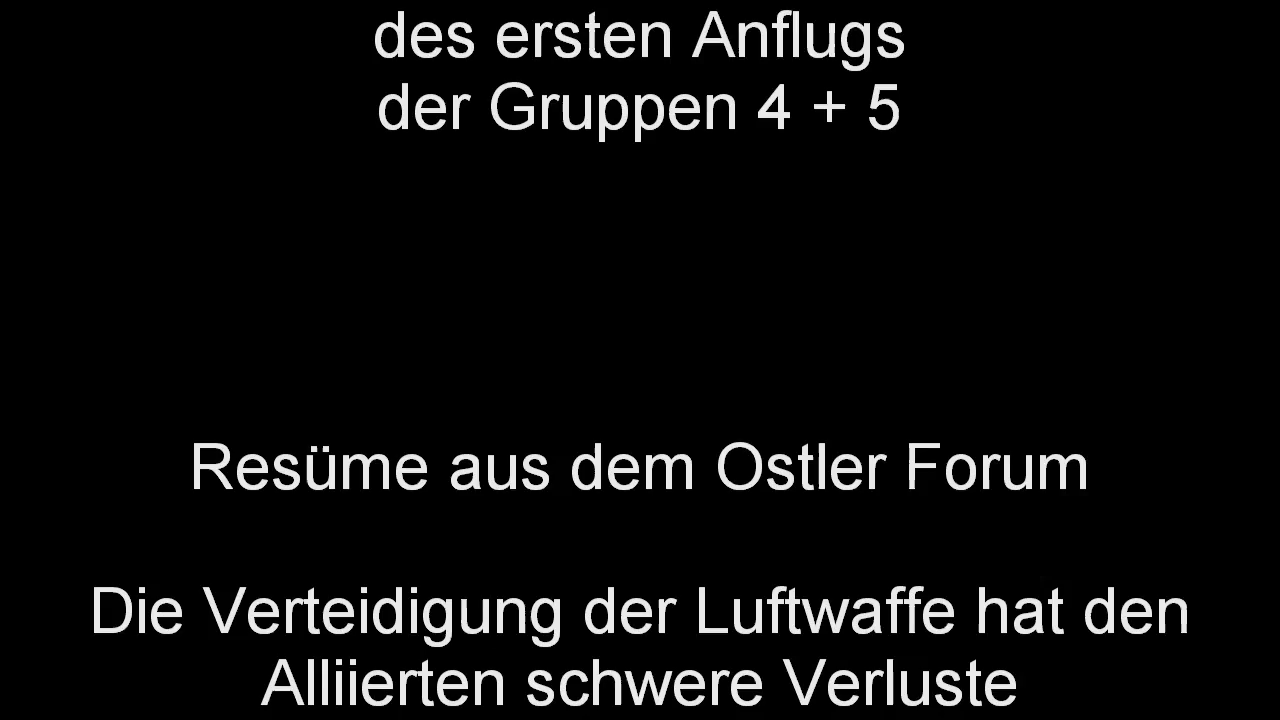 des ersten Anflugs
der Gruppen 4 + 5
Resüme aus dem Ostler Forum
Die Verteidigung der Luftwaffe hat den
Alliierten schwere Verluste